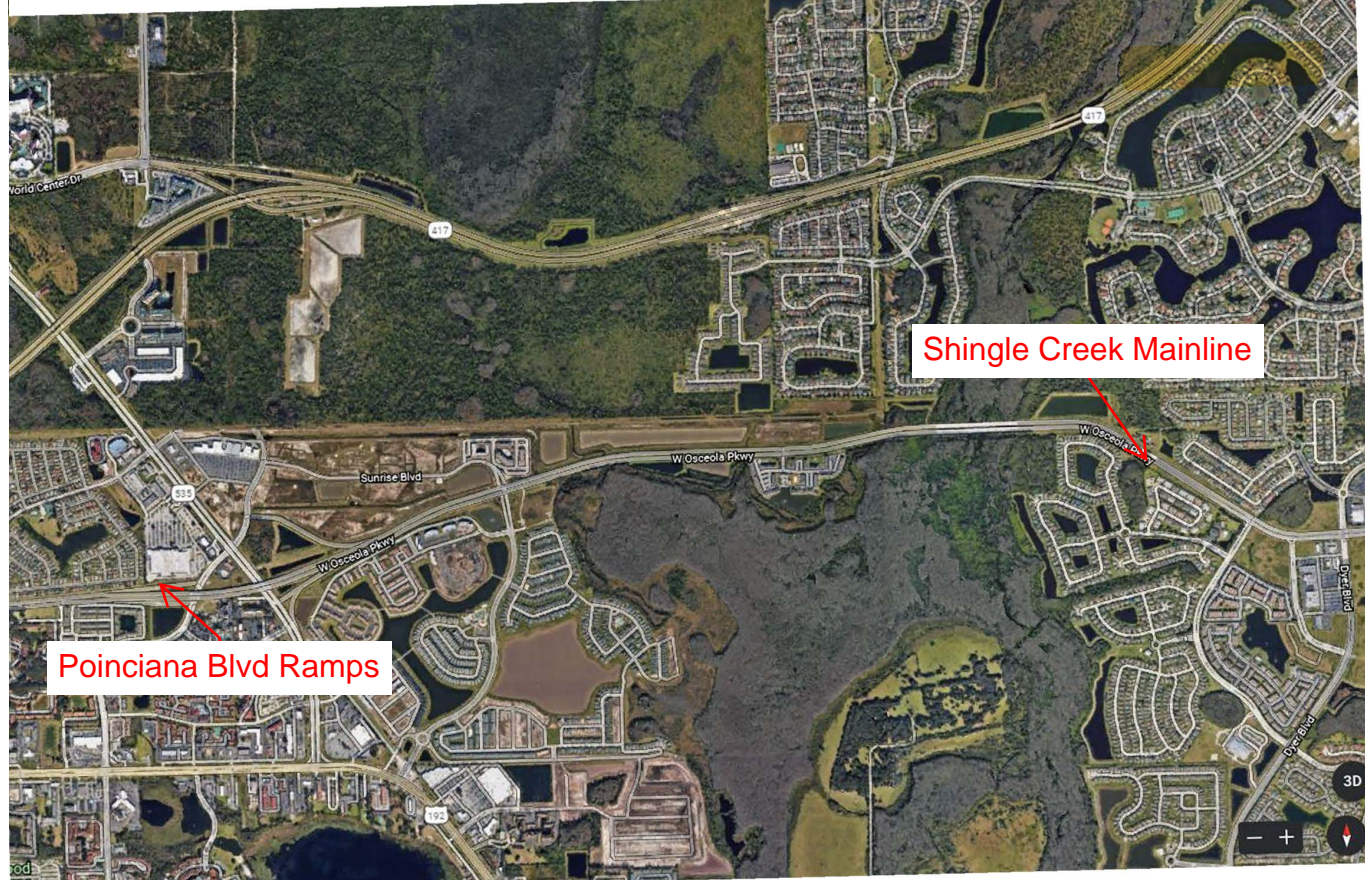 417
World Center Dr
417
Shingle Creek Mainline
W Osceola Pkwy
W Osceola Pkwy
Sunrise Blvd
535
W Osceola Pkwy
Dyer Blvd
Poinciana Blvd Ramps
Dyer Blvd
3D
192